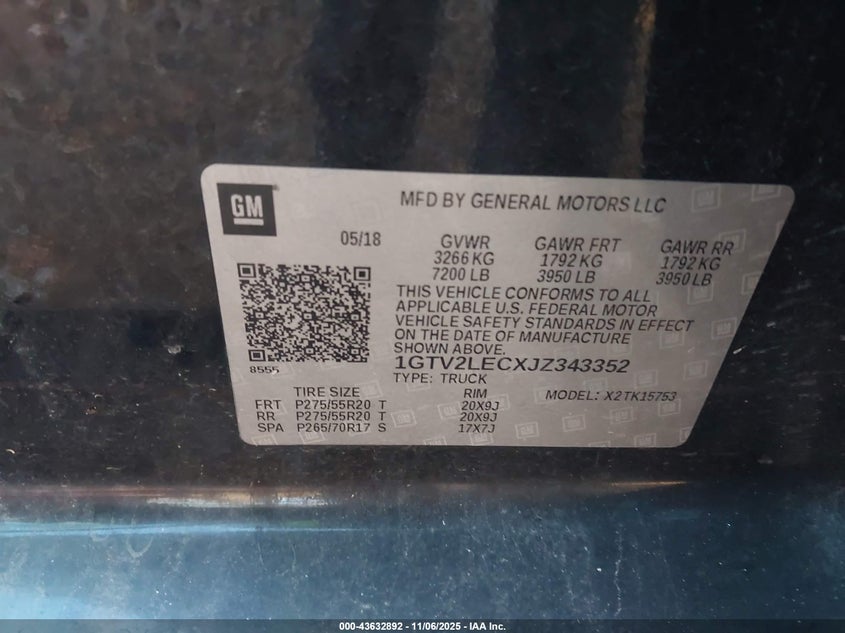 GM
MFD BY GENERAL MOTORS LLC
05/18
GVWR GAWR FRT GAWR RR
3266 KG 1792 KG 1792 KG
7200 LB 3950 LB 3950 LB
THIS VEHICLE CONFORMS TO ALL
APPLICABLE U.S. FEDERAL MOTOR
VEHICLE SAFETY STANDARDS IN EFFECT
ON THE DATE OF MANUFACTURE
SHOWN ABOVE.
8555
1GTV2LECXJZ343352
TYPE: TRUCK
TIRE SIZE RIM MODEL: X2TK15753
FRT P275/55R20 T 20X9J
RR P275/55R20 T 20X9J
SPA P265/70R17 S 17X7J
000-43632892 - 11/06/2025 - IAA Inc.